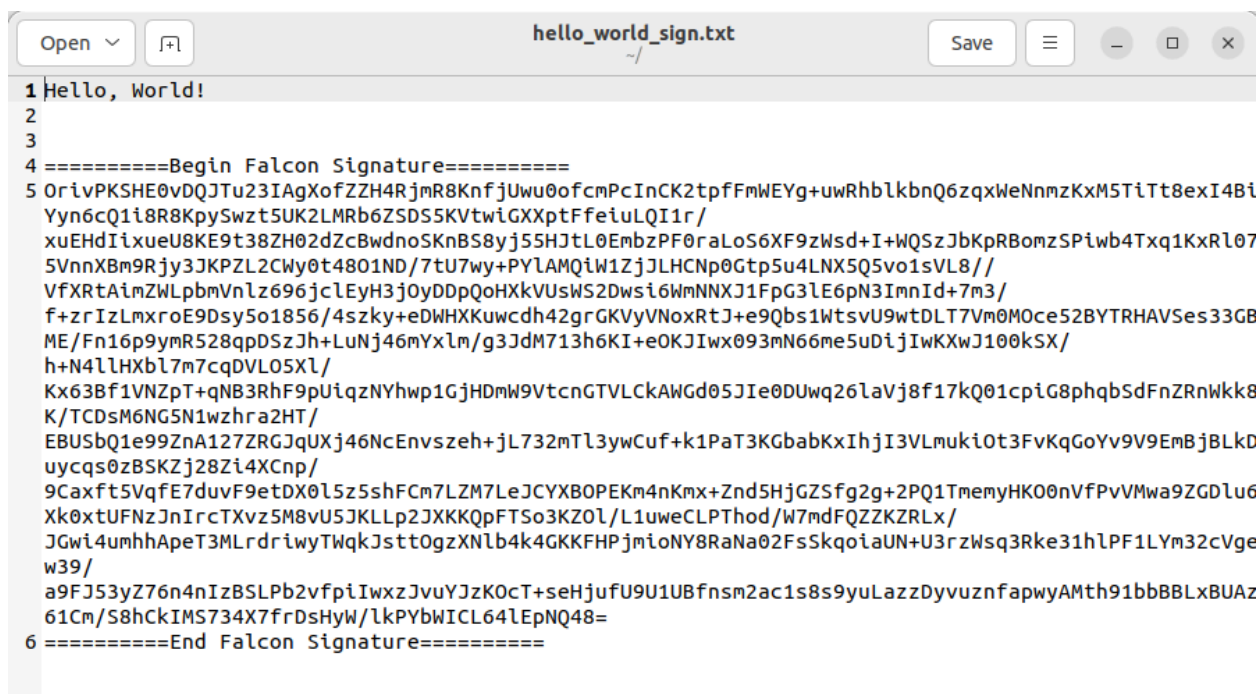 Open
hello_world_sign.txt
~/
Save
1 Hello, World!
2
3
4 ==========Begin Falcon Signature==========
5 OrivPKSHE0vDQJTu23IAgXofZZH4RjmR8KnfjUwu0ofcmPcInCK2tpfFmWEYg+uwRhblkbnQ6zqxWeNnmzKxM5TiTt8exI4Bi
Yyn6cQ1i8R8KpySwzt5UK2LMRb6ZSDS5KVtwiGXXptFfeiuLQI1r/
xuEHdIixueU8KE9t38ZH02dZcBwdnoSKnBS8yj55HJtL0EmbzPF0raLoS6XF9zWsd+I+WQSzJbKpRBomzSPiwb4Txq1KxRl07
5VnnXBm9Rjy3JKPZL2CWy0t48O1ND/7tU7wy+PYlAMQiW1ZjJLHCNp0Gtp5u4LNX5Q5vo1sVL8//
VfXRtAimZWLpbmVnlz696jclEyH3jOyDDpQoHXkVUsWS2Dwsi6WmNNXJ1FpG3lE6pN3ImnId+7m3/
f+zrIzLmxroE9Dsy5o1856/4szky+eDWHXKuwcdh42grGKVyVNoxRtJ+e9Qbs1WtsvU9wtDLT7Vm0MOce52BYTRHAVSes33GB
ME/Fn16p9ymR528qpDSzJh+LuNj46mYxlm/g3JdM713h6KI+eOKJIwx093mN66me5uDijIwKXwJ100kSX/
h+N4llHXbl7m7cqDVLO5Xl/
Kx63Bf1VNZpT+qNB3RhF9pUiqzNYhwp1GjHDmW9VtcnGTVLCkAWGd05JIe0DUwq26laVj8f17kQ01cpiG8phqbSdFnZRnWkk8
K/TCDsM6NG5N1wzhra2HT/
EBUSbQ1e99ZnA127ZRGJqUXj46NcEnvszeh+jL732mTl3ywCuf+k1PaT3KGbabKxIhjI3VLmukiOt3FvKqGoYv9V9EmBjBLkD
uycqs0zBSKZj28Zi4XCnp/
9Caxft5VqfE7duvF9etDX0l5z5shFCm7LZM7LeJCYXBOPEKm4nKmx+Znd5HjGZSfg2g+2PQ1TmemyHKO0nVfPvVMwa9ZGDlu6
Xk0xtUFNzJnIrcTXvz5M8vU5JKLLp2JXKKQpFTSo3KZOl/L1uweCLPThod/W7mdFQZZKZRLx/
JGwi4umhhApeT3MLrdriwyTWqkJsttOgzXNlb4k4GKKFHPjmioNY8RaNa02FsSkqoiaUN+U3rzWsq3Rke31hlPF1LYm32cVge
w39/
a9FJ53yZ76n4nIzBSLPb2vfpiIwxzJvuYJzKOcT+seHjufU9U1UBfnsm2ac1s8s9yuLazzDyvuznfapwyAMth91bbBBLxBUAz
61Cm/S8hCkIMS734X7frDsHyW/lkPYbWICL64lEpNQ48=
6 ==========End Falcon Signature==========